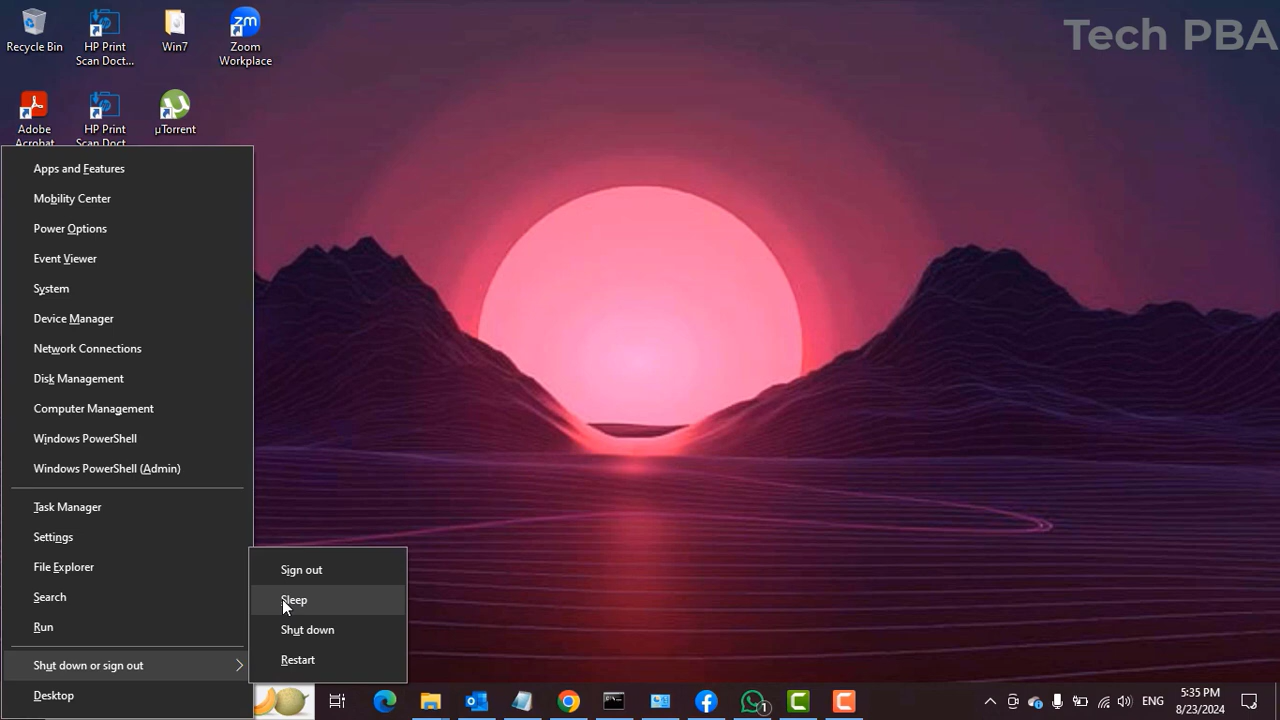 Tech PBA
Recycle Bin
HP Print
Scan Doct...
Win7
zm
Zoom
Workplace
Adobe
Acrobat
HP Print
Scan Doct...
µTorrent
Apps and Features
Mobility Center
Power Options
Event Viewer
System
Device Manager
Network Connections
Disk Management
Computer Management
Windows PowerShell
Windows PowerShell (Admin)
Task Manager
Settings
File Explorer
Search
Run
Shut down or sign out
Desktop
Sign out
Sleep
Shut down
Restart
1
ENG
5:35 PM
8/23/2024